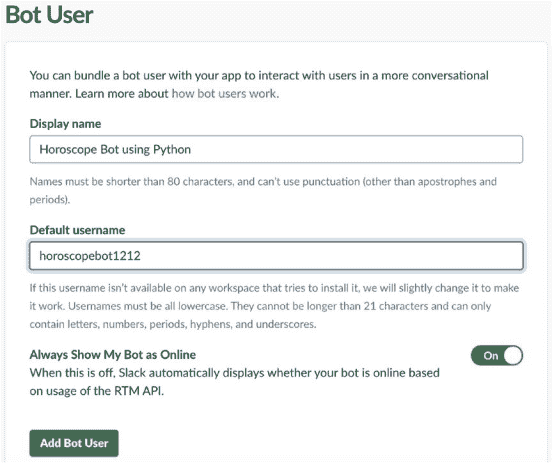 Bot User
You can bundle a bot user with your app to interact with users in a more conversational
manner. Learn more about how bot users work.
Display name
Horoscope Bot using Python
Names must be shorter than 80 characters, and can't use punctuation (other than apostrophes and
periods).
Default username
horoscopebot1212
If this username isn't available on any workspace that tries to install it, we will slightly change it to make
it work. Usernames must be all lowercase. They cannot be longer than 21 characters and can only
contain letters, numbers, periods, hyphens, and underscores.
Always Show My Bot as Online
On
When this is off, Slack automatically displays whether your bot is online based
on usage of the RTM API.
Add Bot User